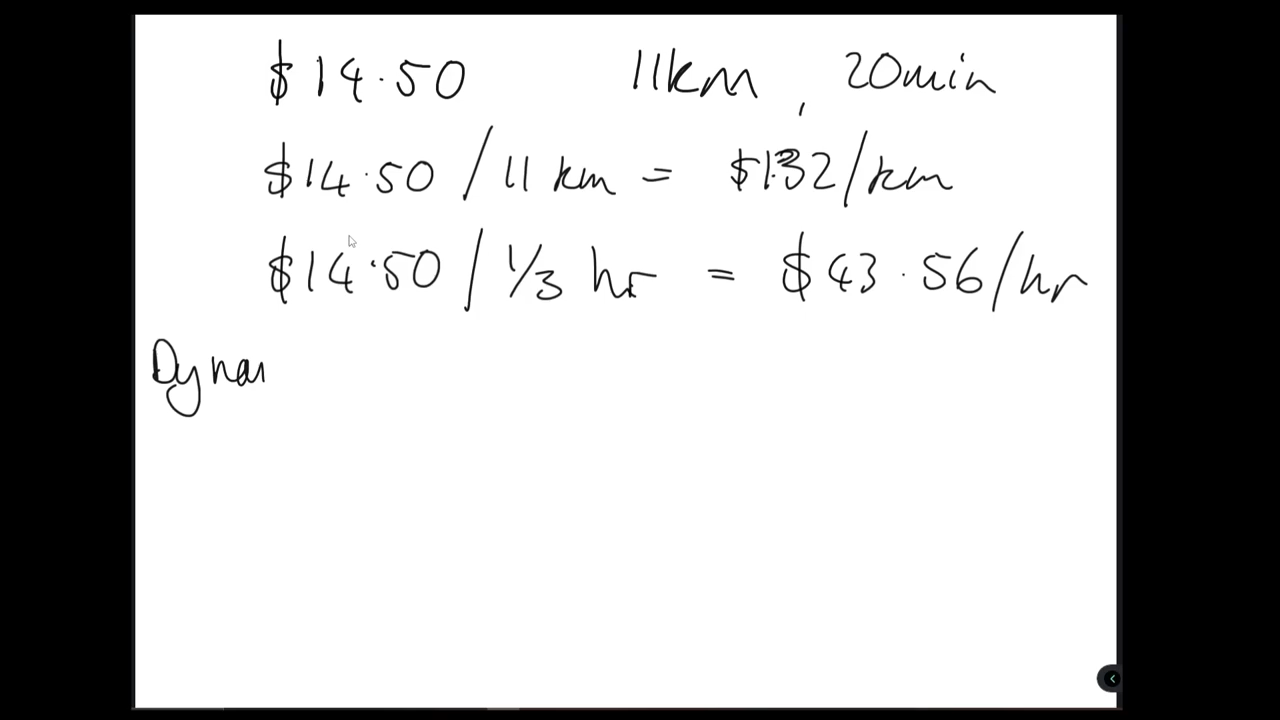 $14.50 11km, 20min
$14.50 / 11 km = $1.32/km
$14.50 / 1/3 hr = $43.56/hr
Dynar